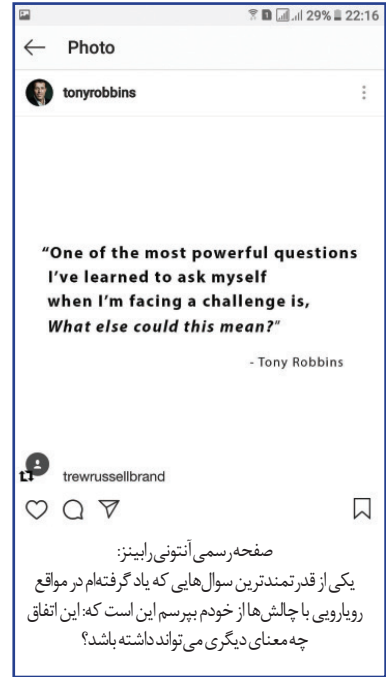 29% 22:16
Photo
tonyrobbins
“One of the most powerful questions
I’ve learned to ask myself
when I’m facing a challenge is,
What else could this mean?”
- Tony Robbins
trewrussellbrand
صفحه رسمی آنتونی رابینز:
یکی از قدرتمندترین سوال‌هایی که یاد گرفته‌ام در مواقع
رویارویی با چالش‌ها از خودم بپرسم این است که: این اتفاق
چه معنای دیگری می‌تواند داشته باشد؟